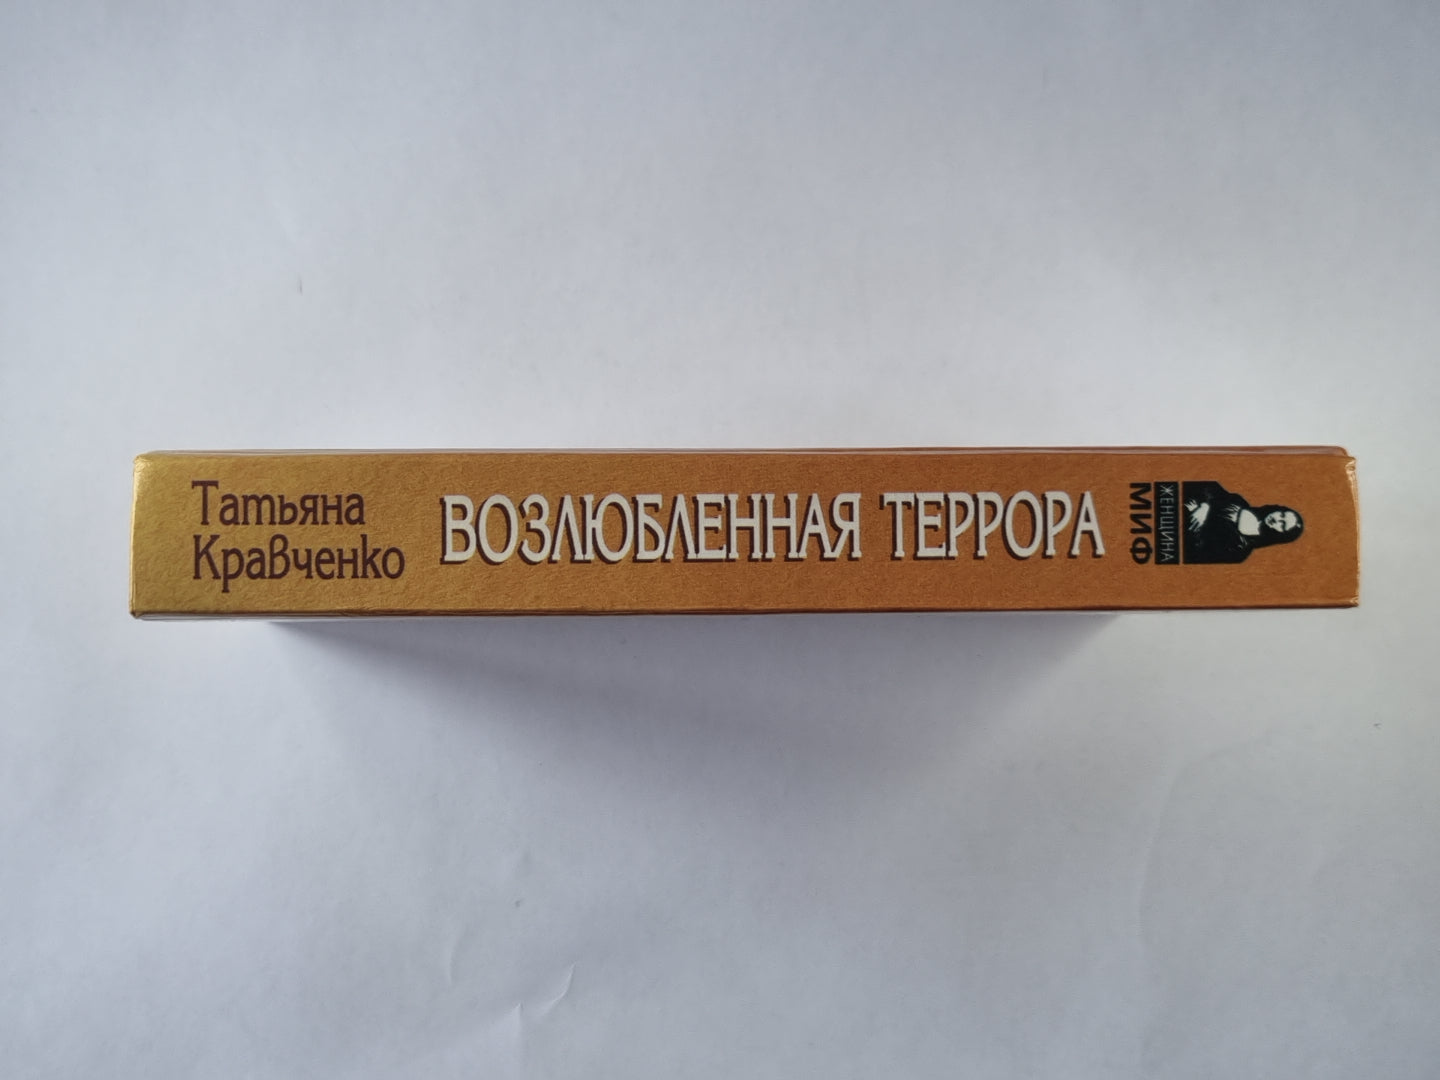 Татьяна
Кравченко
ВОЗЛЮБЛЕННАЯ ТЕРРОРА
ЖЕНЩИНА
МИФ